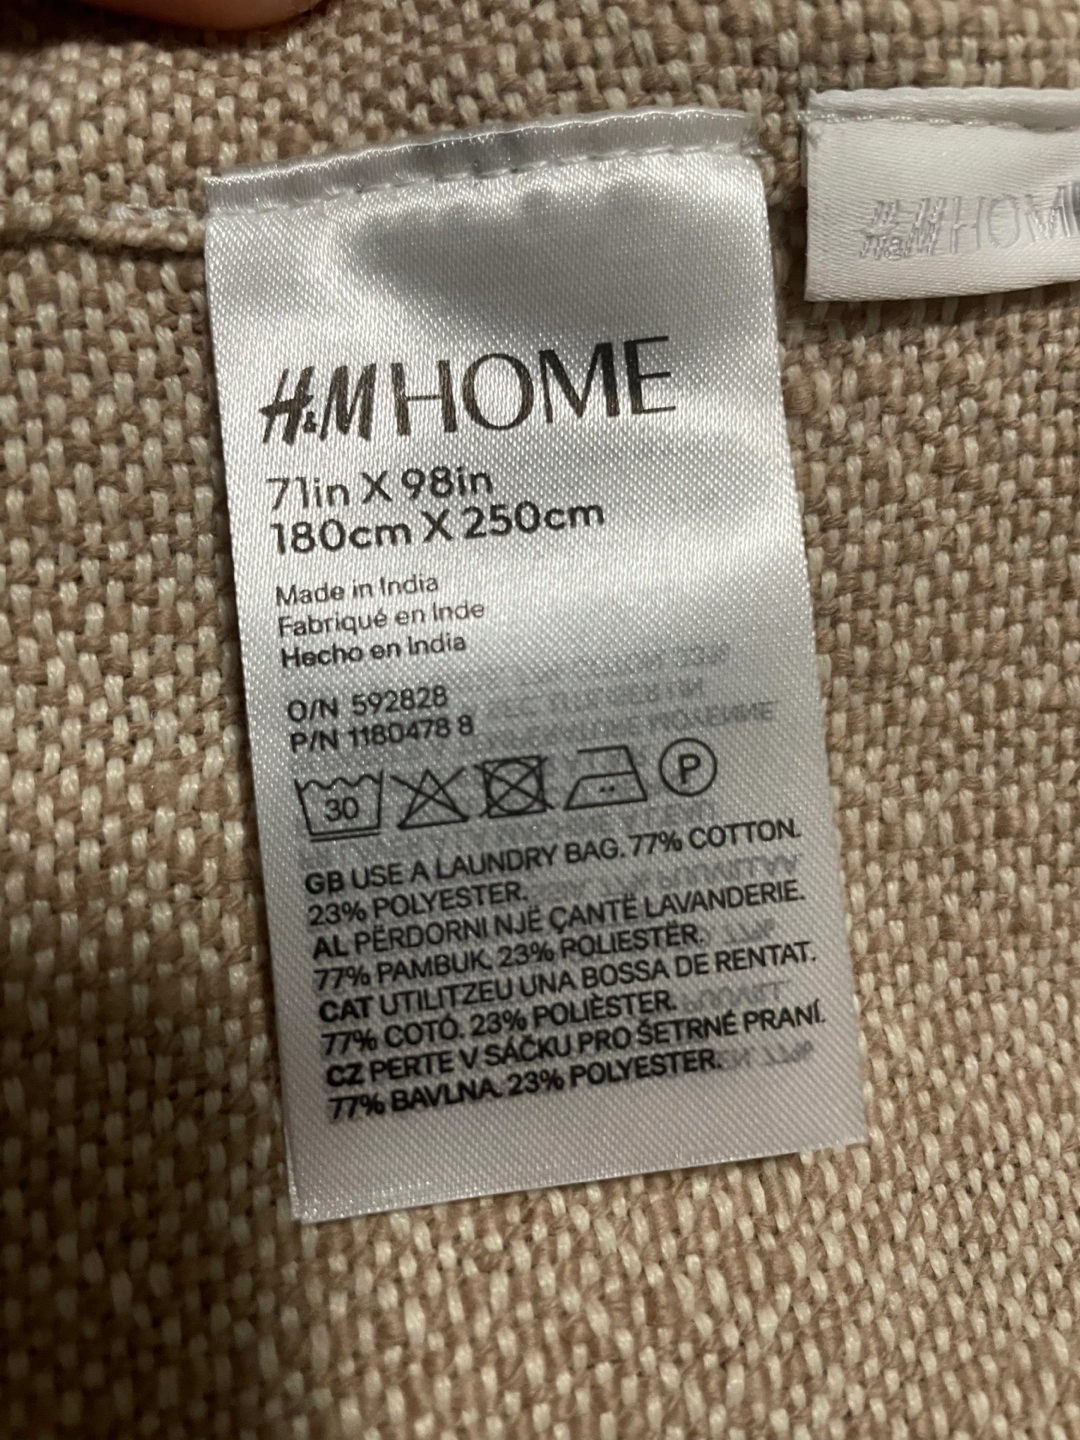 H&M HOME
H&M HOM
71in X 98in
180cm X 250cm
Made in India
Fabriqué en Inde
Hecho en India
O/N 592828
P/N 1180478 8
30 P
GB USE A LAUNDRY BAG. 77% COTTON.
23% POLYESTER.
AL PËRDORNI NJË ÇANTË LAVANDERIE.
77% PAMBUK. 23% POLIESTËR.
CAT UTILITZEU UNA BOSSA DE RENTAT.
77% COTÓ. 23% POLIÈSTER.
CZ PERTE V SÁČKU PRO ŠETRNÉ PRANÍ.
77% BAVLNA. 23% POLYESTER.